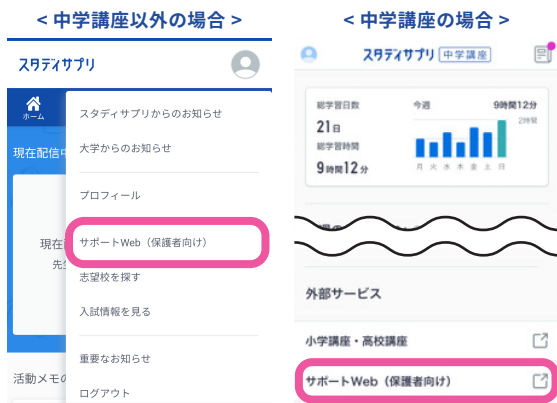 < 中学講座以外の場合 >
スタディサプリ
ホーム
現在配信中
現在
先
活動メモの
スタディサプリからのお知らせ
大学からのお知らせ
プロフィール
サポートWeb（保護者向け）
志望校を探す
入試情報を見る
重要なお知らせ
ログアウト
< 中学講座の場合 >
スタディサプリ 中学講座
総学習日数
21日
総学習時間
9時間12分
今週 9時間12分
2時間
月 火 水 木 金 土 日
外部サービス
小学講座・高校講座
サポートWeb（保護者向け）